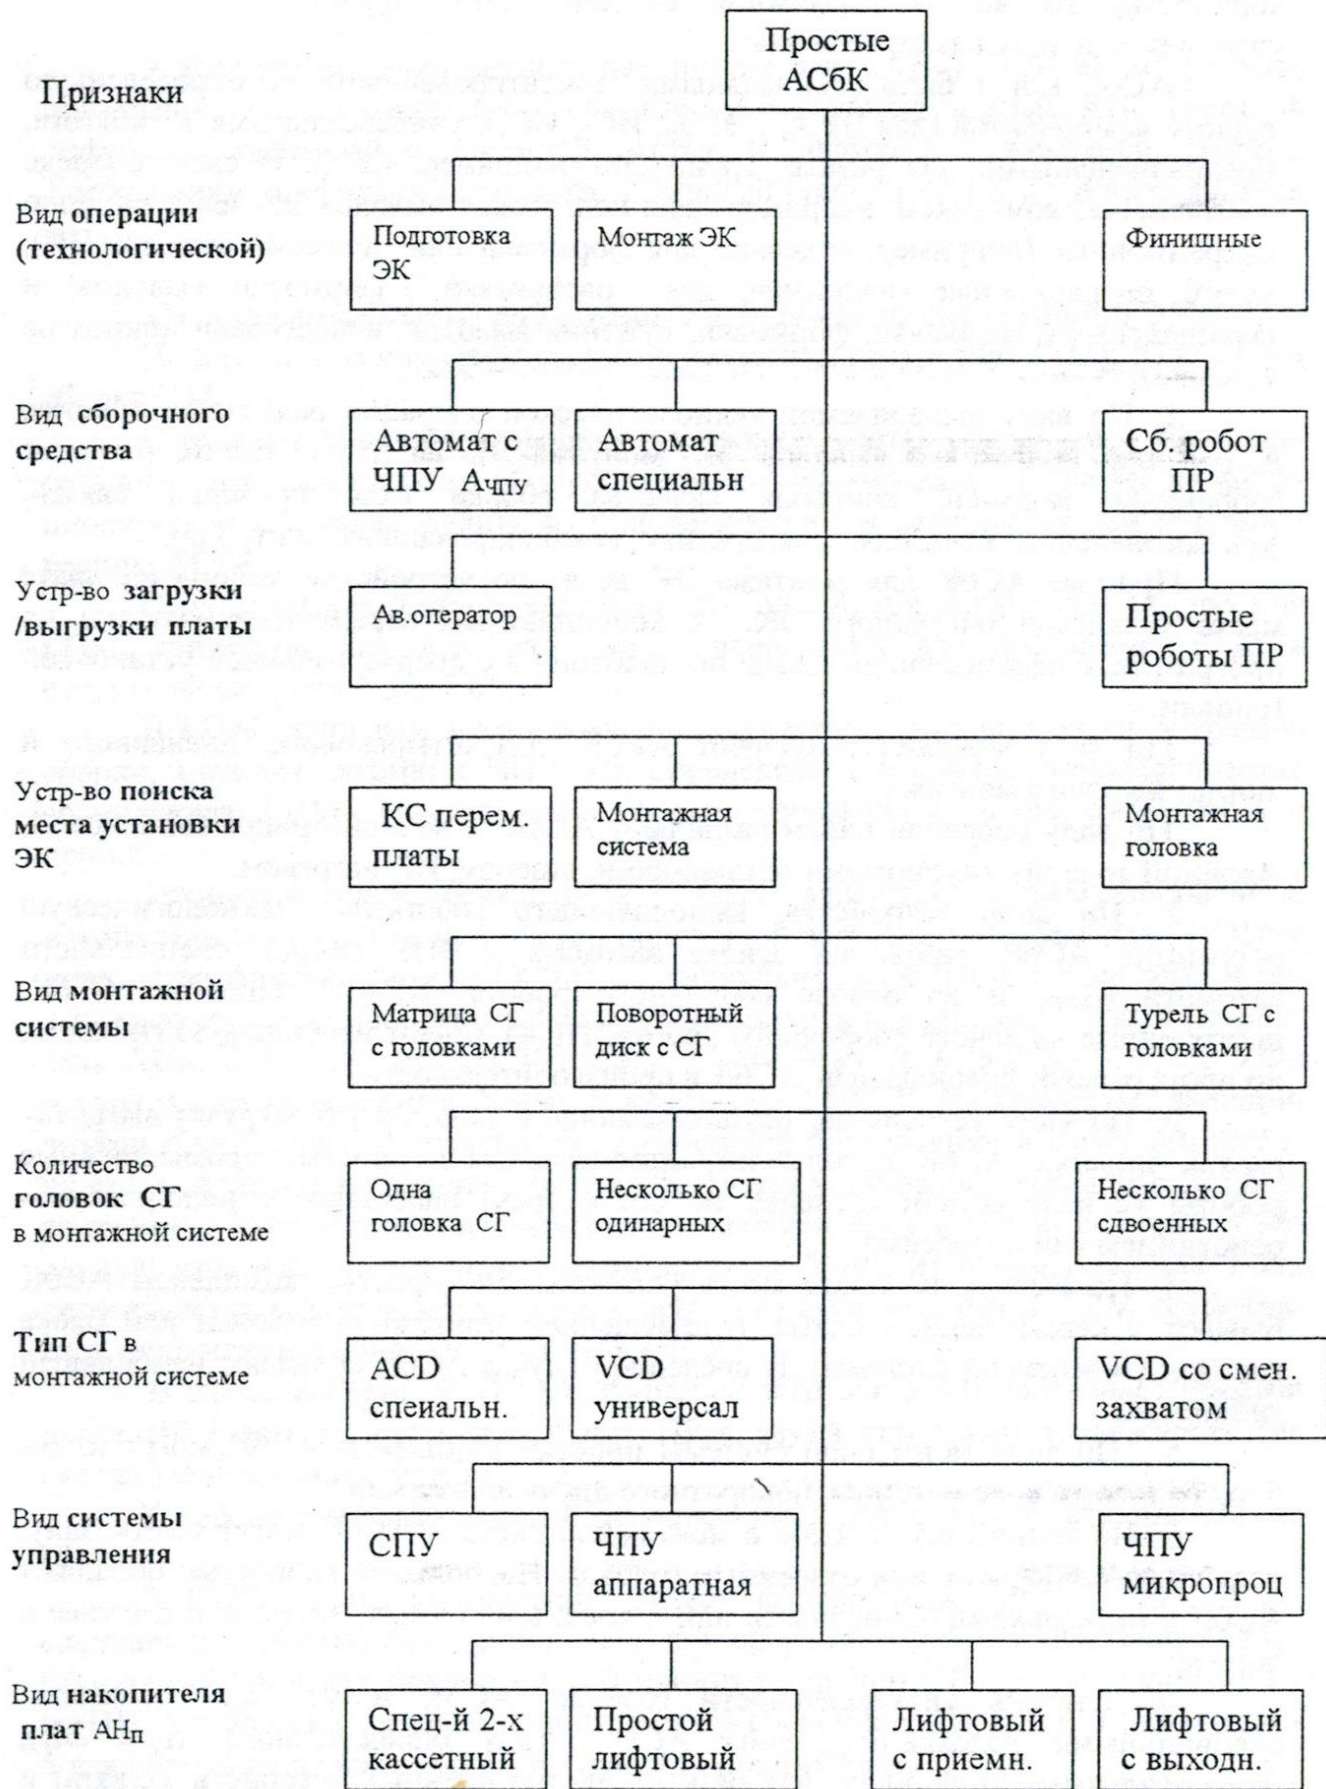 Простые
АСбК
Признаки
Вид операции
(технологической)
Подготовка
ЭК
Монтаж ЭК
Финишные
Вид сборочного
средства
Автомат с
ЧПУ АЧПУ
Автомат
специальн
Сб. робот
ПР
Устр-во загрузки
/выгрузки платы
Ав.оператор
Простые
роботы ПР
Устр-во поиска
места установки
ЭК
КС перем.
платы
Монтажная
система
Монтажная
головка
Вид монтажной
системы
Матрица СГ
с головками
Поворотный
диск с СГ
Турель СГ с
головками
Количество
головок СГ
в монтажной системе
Одна
головка СГ
Несколько СГ
одинарных
Несколько СГ
сдвоенных
Тип СГ в
монтажной системе
ACD
спеиальн.
VCD
универсал
VCD со смен.
захватом
Вид системы
управления
СПУ
ЧПУ
аппаратная
ЧПУ
микропроц
Вид накопителя
плат АНп
Спец-й 2-х
кассетный
Простой
лифтовый
Лифтовый
с приемн.
Лифтовый
с выходн.